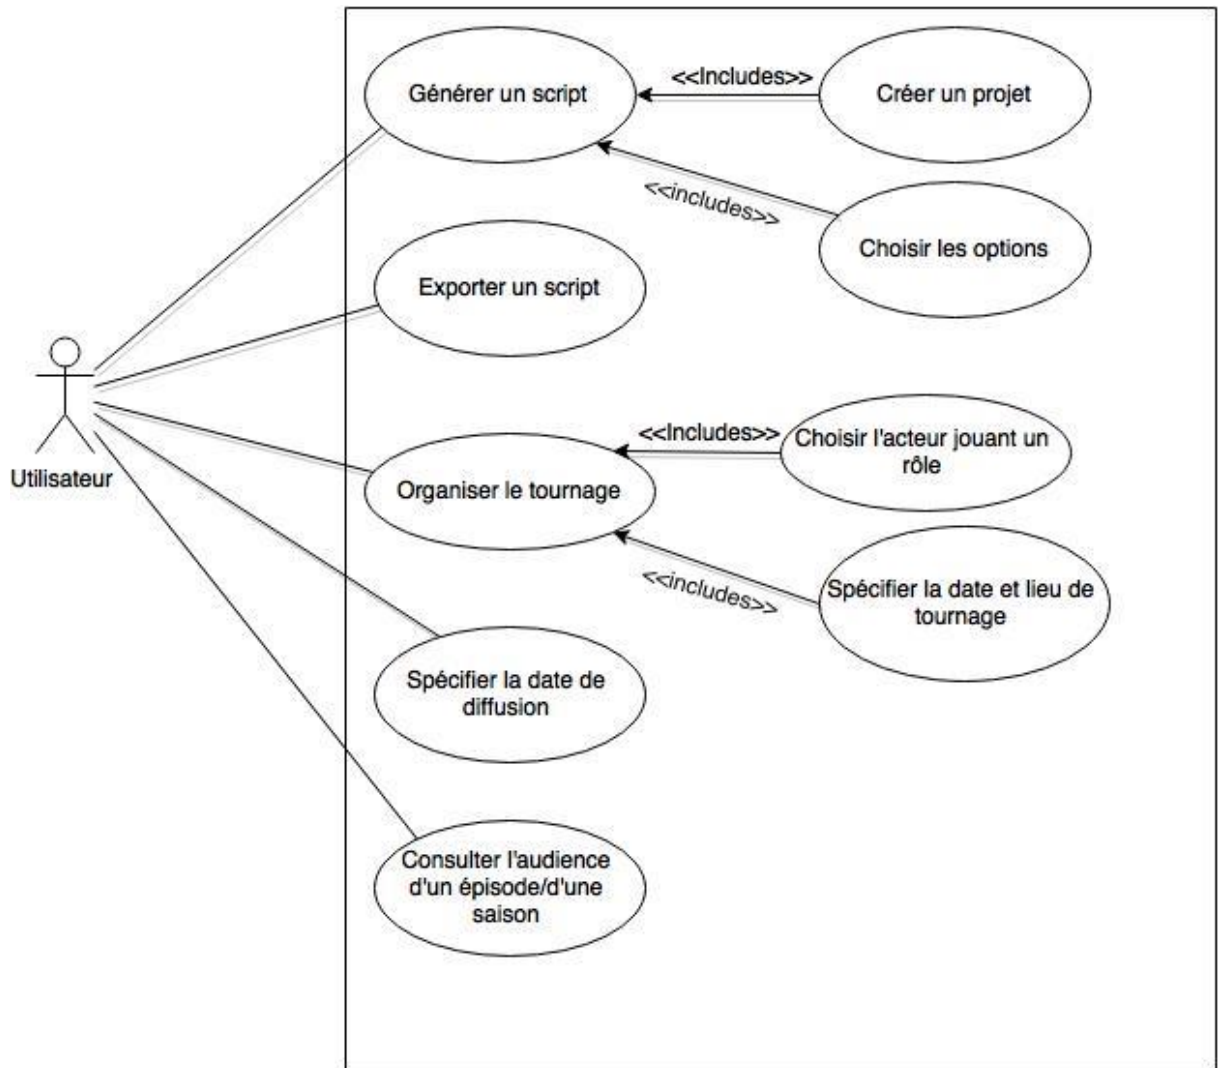 Générer un script
<<Includes>>
Créer un projet
<<includes>>
Choisir les options
Exporter un script
Utilisateur
Organiser le tournage
<<Includes>>
Choisir l'acteur jouant un
rôle
<<includes>>
Spécifier la date et lieu de
tournage
Spécifier la date de
diffusion
Consulter l'audience
d'un épisode/d'une
saison